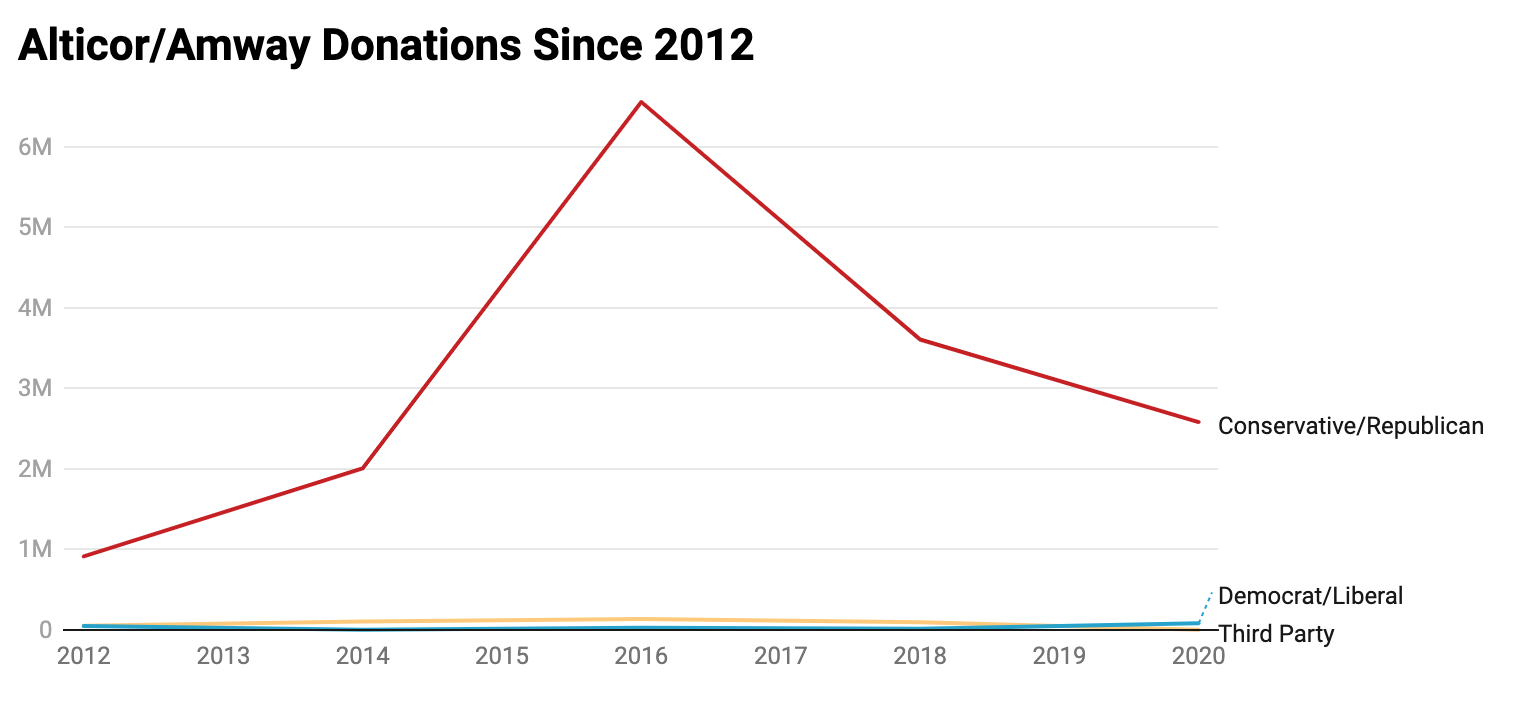 Alticor/Amway Donations Since 2012
6M
5M
4M
3M
Conservative/Republican
2M
1M
Democrat/Liberal
0
Third Party
2012 2013 2014 2015 2016 2017 2018 2019 2020